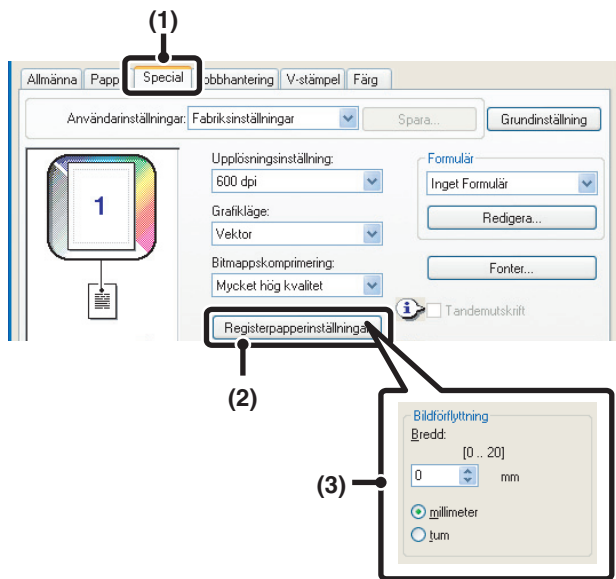 (1)
Allmänna Papp Special obbhantering V-stämpel Färg
Användarinställningar: Fabriksinställningar Spara... Grundinställning
1
Upplösningsinställning:
600 dpi
Grafikläge:
Vektor
Bitmappskomprimering:
Mycket hög kvalitet
Registerpapperinställningar
Formulär
Inget Formulär
Redigera...
Fonter...
i Tandemutskrift
(2)
(3)
Bildförflyttning
Bredd:
[0 .. 20]
0 mm
millimeter
tum